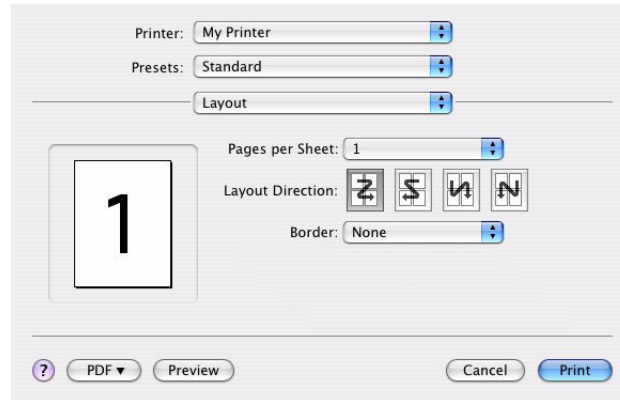 Printer: My Printer
Presets: Standard
Layout
Pages per Sheet: 1
Layout Direction:
Border: None
1
? PDF ▼ Preview Cancel Print